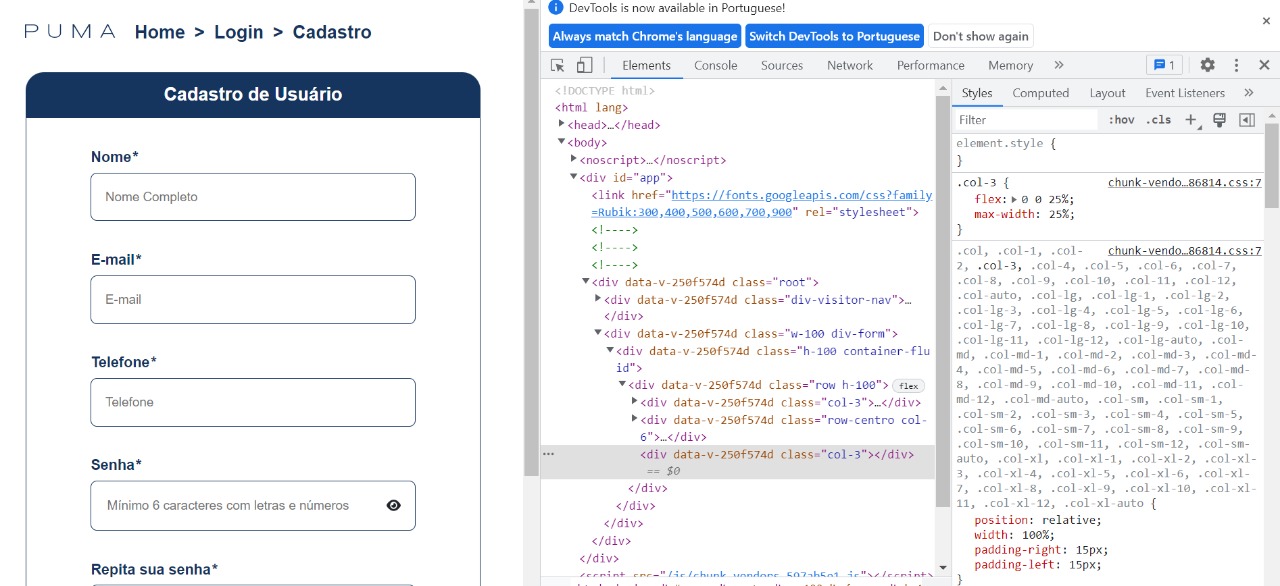 PUMA Home > Login > Cadastro
Cadastro de Usuário
Nome*
Nome Completo
E-mail*
E-mail
Telefone*
Telefone
Senha*
Mínimo 6 caracteres com letras e números
Repita sua senha*
DevTools is now available in Portuguese!
Always match Chrome's language Switch DevTools to Portuguese Don't show again
Elements Console Sources Network Performance Memory » 1
<!DOCTYPE html>
<html lang>
<head>…</head>
<body>
<noscript>…</noscript>
<div id="app">
<link href="https://fonts.googleapis.com/css?family
=Rubik:300,400,500,600,700,900" rel="stylesheet">
<!---->
<!---->
<!---->
<div data-v-250f574d class="root">
<div data-v-250f574d class="div-visitor-nav">…
</div>
<div data-v-250f574d class="w-100 div-form">
<div data-v-250f574d class="h-100 container-flu
id">
<div data-v-250f574d class="row h-100"> flex
<div data-v-250f574d class="col-3">…</div>
<div data-v-250f574d class="row-centro col-
6">…</div>
<div data-v-250f574d class="col-3"></div>
== $0
</div>
</div>
</div>
</div>
</div>
<script src="/js/chunk-vendors.597ab5e1.js"></script>
Styles Computed Layout Event Listeners »
Filter :hov .cls +
element.style {
}
.col-3 { chunk-vendo…86814.css:7
flex: 0 0 25%;
max-width: 25%;
}
.col, .col-1, .col- chunk-vendo…86814.css:7
2, .col-3, .col-4, .col-5, .col-6, .col-7,
.col-8, .col-9, .col-10, .col-11, .col-12,
.col-auto, .col-lg, .col-lg-1, .col-lg-2,
.col-lg-3, .col-lg-4, .col-lg-5, .col-lg-6,
.col-lg-7, .col-lg-8, .col-lg-9, .col-lg-10,
.col-lg-11, .col-lg-12, .col-lg-auto, .col-
md, .col-md-1, .col-md-2, .col-md-3, .col-md-
4, .col-md-5, .col-md-6, .col-md-7, .col-md-
8, .col-md-9, .col-md-10, .col-md-11, .col-
md-12, .col-md-auto, .col-sm, .col-sm-1,
.col-sm-2, .col-sm-3, .col-sm-4, .col-sm-5,
.col-sm-6, .col-sm-7, .col-sm-8, .col-sm-9,
.col-sm-10, .col-sm-11, .col-sm-12, .col-sm-
auto, .col-xl, .col-xl-1, .col-xl-2, .col-xl-
3, .col-xl-4, .col-xl-5, .col-xl-6, .col-xl-
7, .col-xl-8, .col-xl-9, .col-xl-10, .col-xl-
11, .col-xl-12, .col-xl-auto {
position: relative;
width: 100%;
padding-right: 15px;
padding-left: 15px;
}